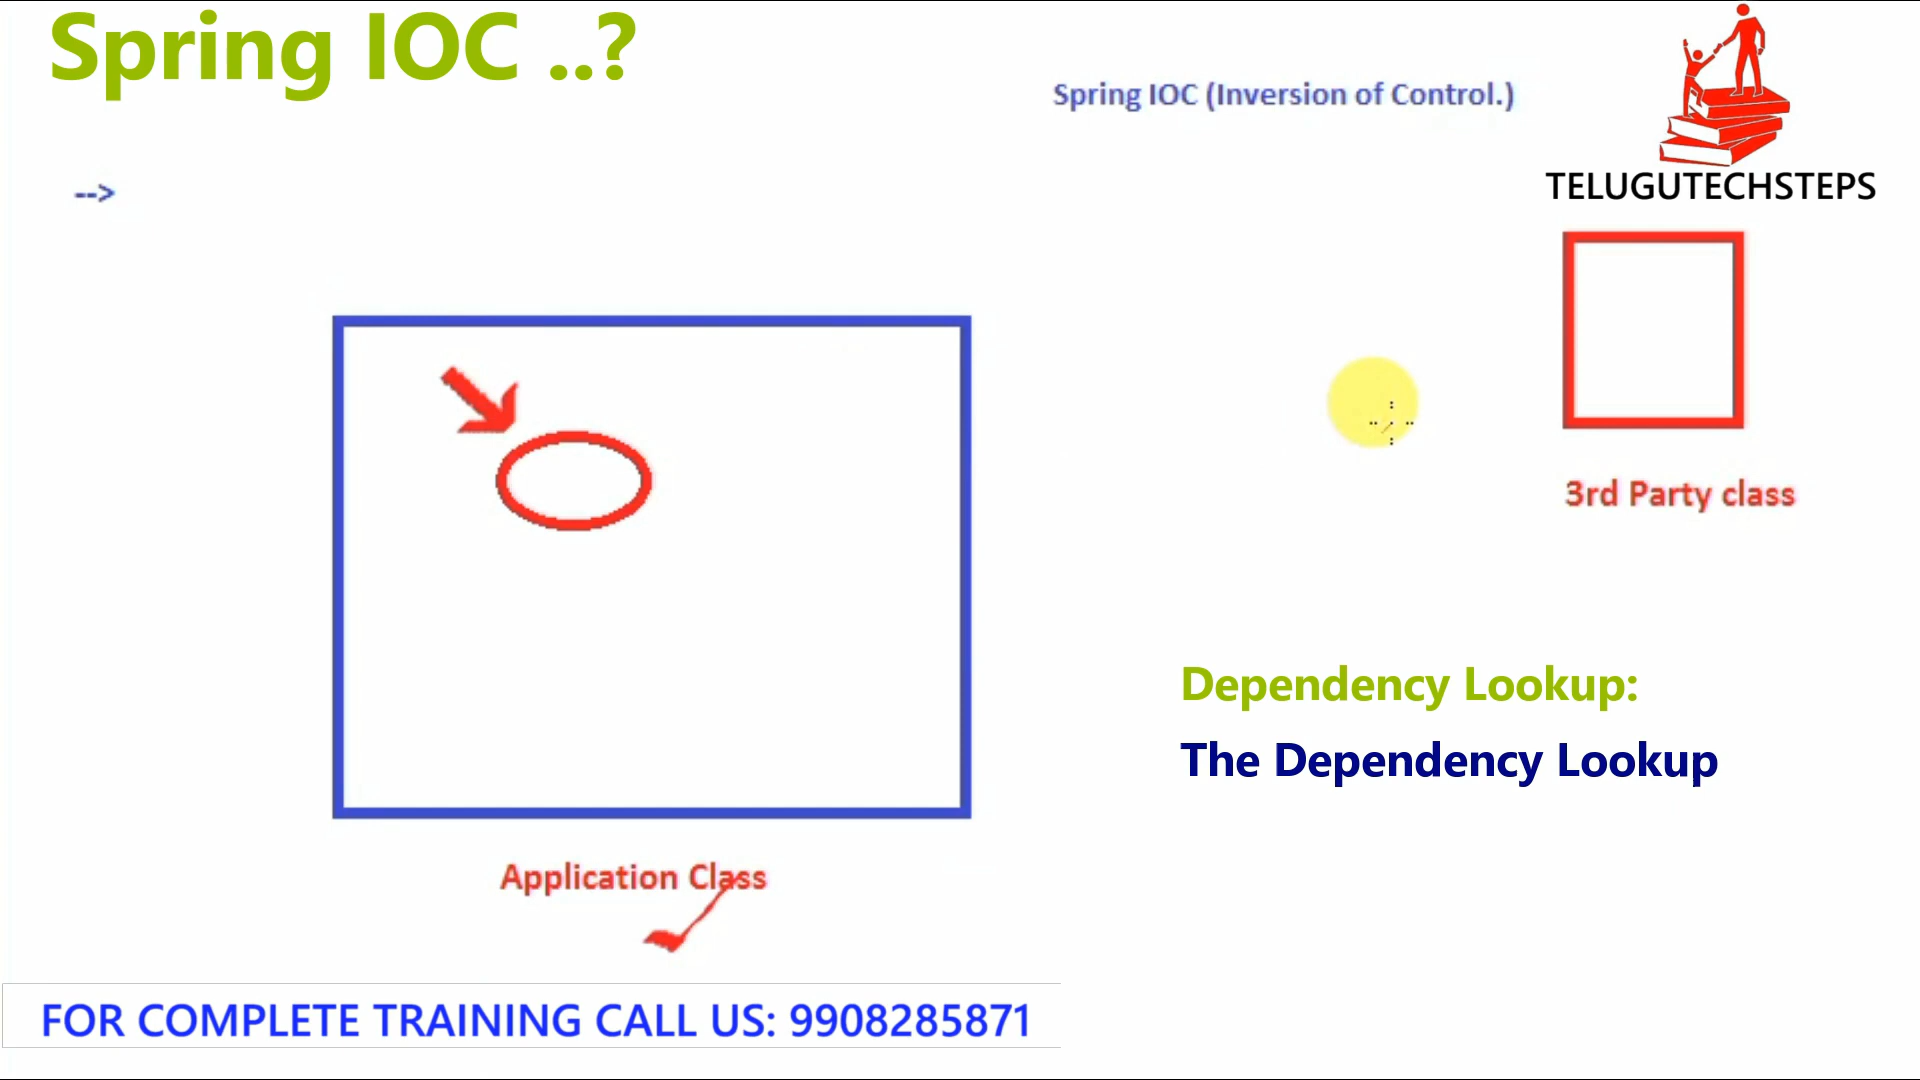 Spring IOC ..?
Spring IOC (Inversion of Control.)
TELUGUTECHSTEPS
-->
3rd Party class
Dependency Lookup:
The Dependency Lookup
Application Class
FOR COMPLETE TRAINING CALL US: 9908285871